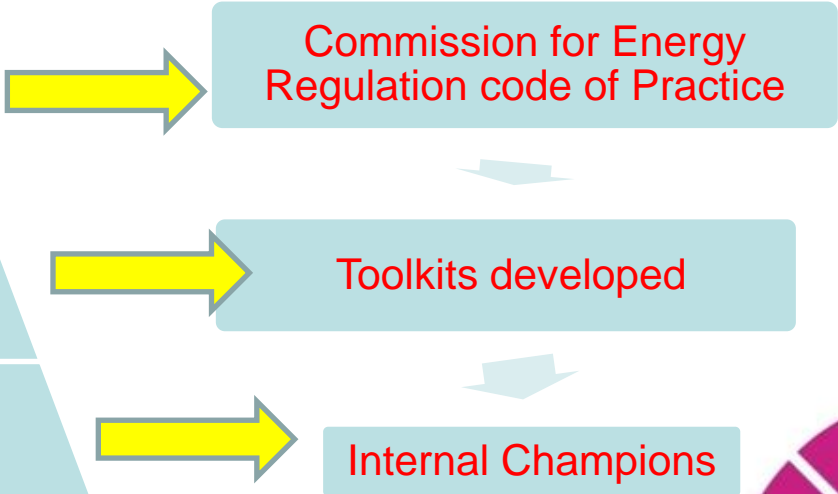 Commission for Energy
Regulation code of Practice
Toolkits developed
Internal Champions